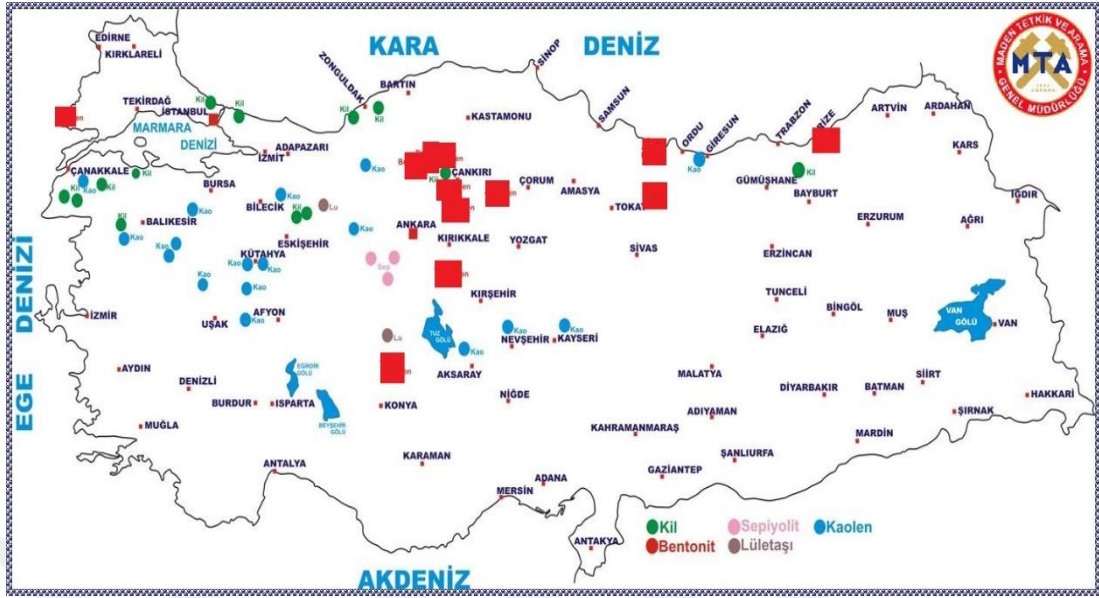 KARA DENİZ
MADEN TETKİK VE ARAMA
MTA
GENEL MÜDÜRLÜĞÜ
EDİRNE
KIRKLARELİ
TEKİRDAĞ
İSTANBUL
MARMARA
DENİZİ
Kil
Kil
ZONGULDAK
BARTIN
Kil
Kil
KASTAMONU
SİNOP
SAMSUN
ORDU
GİRESUN
Kao
TRABZON
RİZE
ARTVİN
ARDAHAN
KARS
IĞDIR
AĞRI
ERZURUM
GÜMÜŞHANE
Kil
BAYBURT
ERZİNCAN
TUNCELİ
BİNGÖL
MUŞ
VAN
GÖLÜ
VAN
ÇANAKKALE
Kil
Kao
Kil
Kil
İZMİT
ADAPAZARI
BURSA
BİLECİK
Kao
Kao
Lu
Kil
ESKİŞEHİR
Kao
Kao
Kil
ÇANKIRI
ÇORUM
AMASYA
TOKAT
SİVAS
ANKARA
KIRIKKALE
YOZGAT
KIRŞEHİR
Sep
BALIKESİR
Kil
Kao
Kao
Kao
KÜTAHYA
Kao
Kao
Kao
UŞAK
AFYON
Kao
Lu
TUZ
GÖLÜ
Kao
AKSARAY
Kao
NEVŞEHİR
Kao
KAYSERİ
NİĞDE
MALATYA
ELAZIĞ
DİYARBAKIR
BATMAN
SİİRT
HAKKARİ
ŞIRNAK
MARDİN
ADIYAMAN
KAHRAMANMARAŞ
ŞANLIURFA
GAZİANTEP
EGE DENİZİ
İZMİR
AYDIN
DENİZLİ
MUĞLA
BURDUR
ISPARTA
EĞİRDİR
GÖLÜ
BEYŞEHİR
GÖLÜ
KONYA
KARAMAN
ANTALYA
MERSİN
ADANA
ANTAKYA
AKDENİZ
Kil
Sepiyolit
Kaolen
Bentonit
Lületaşı